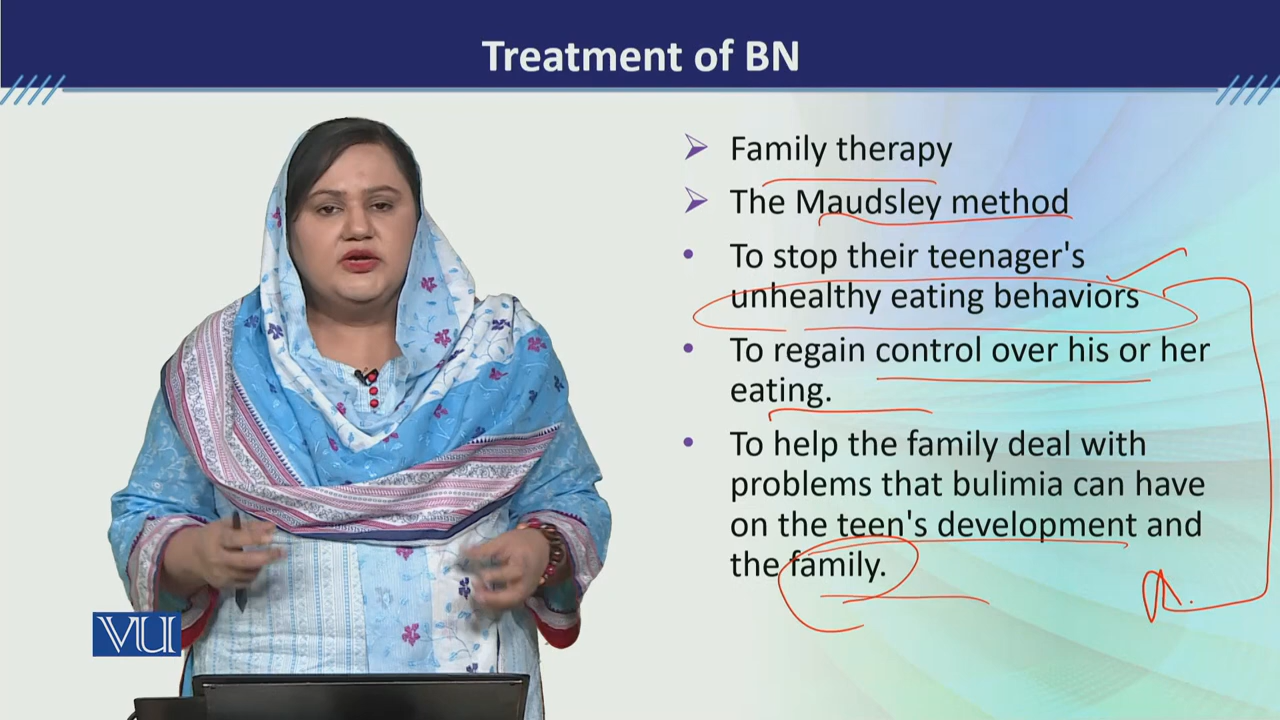 Treatment of BN
Family therapy
The Maudsley method
To stop their teenager's
unhealthy eating behaviors
To regain control over his or her
eating.
To help the family deal with
problems that bulimia can have
on the teen's development and
the family.
VU